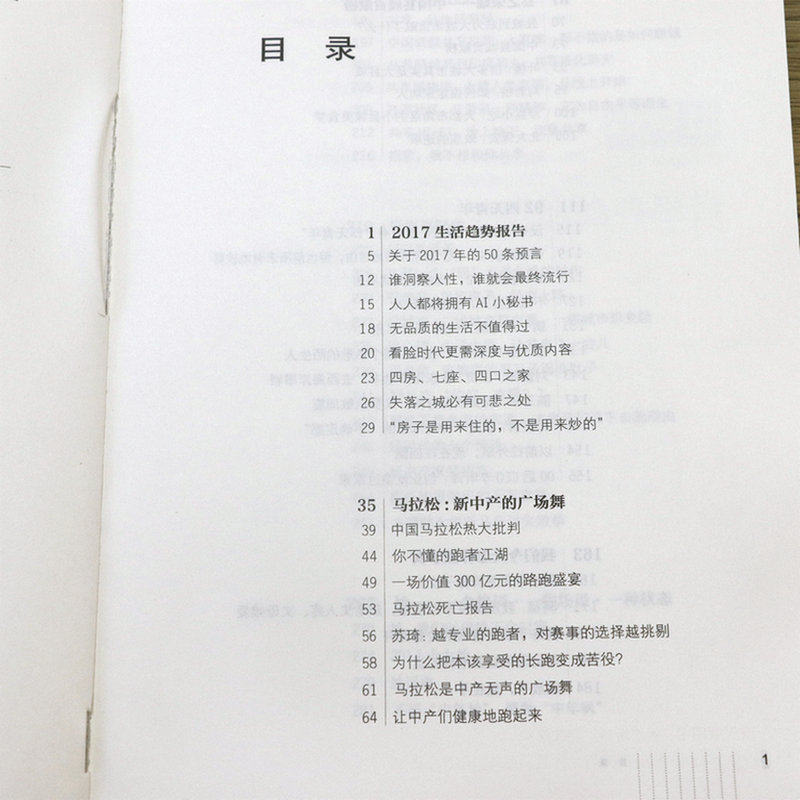 目 录
1 2017 生活趋势报告
5 关于 2017 年的 50 条预言
12 谁洞察人性，谁就会最终流行
15 人人都将拥有 AI 小秘书
18 无品质的生活不值得过
20 看脸时代更需深度与优质内容
23 四房、七座、四口之家
26 失落之城必有可悲之处
29 “房子是用来住的，不是用来炒的”
35 马拉松：新中产的广场舞
39 中国马拉松热大批判
44 你不懂的跑者江湖
49 一场价值 300 亿元的路跑盛宴
53 马拉松死亡报告
56 苏琦：越专业的跑者，对赛事的选择越挑剔
58 为什么把本该享受的长跑变成苦役？
61 马拉松是中产无声的广场舞
64 让中产们健康地跑起来
1